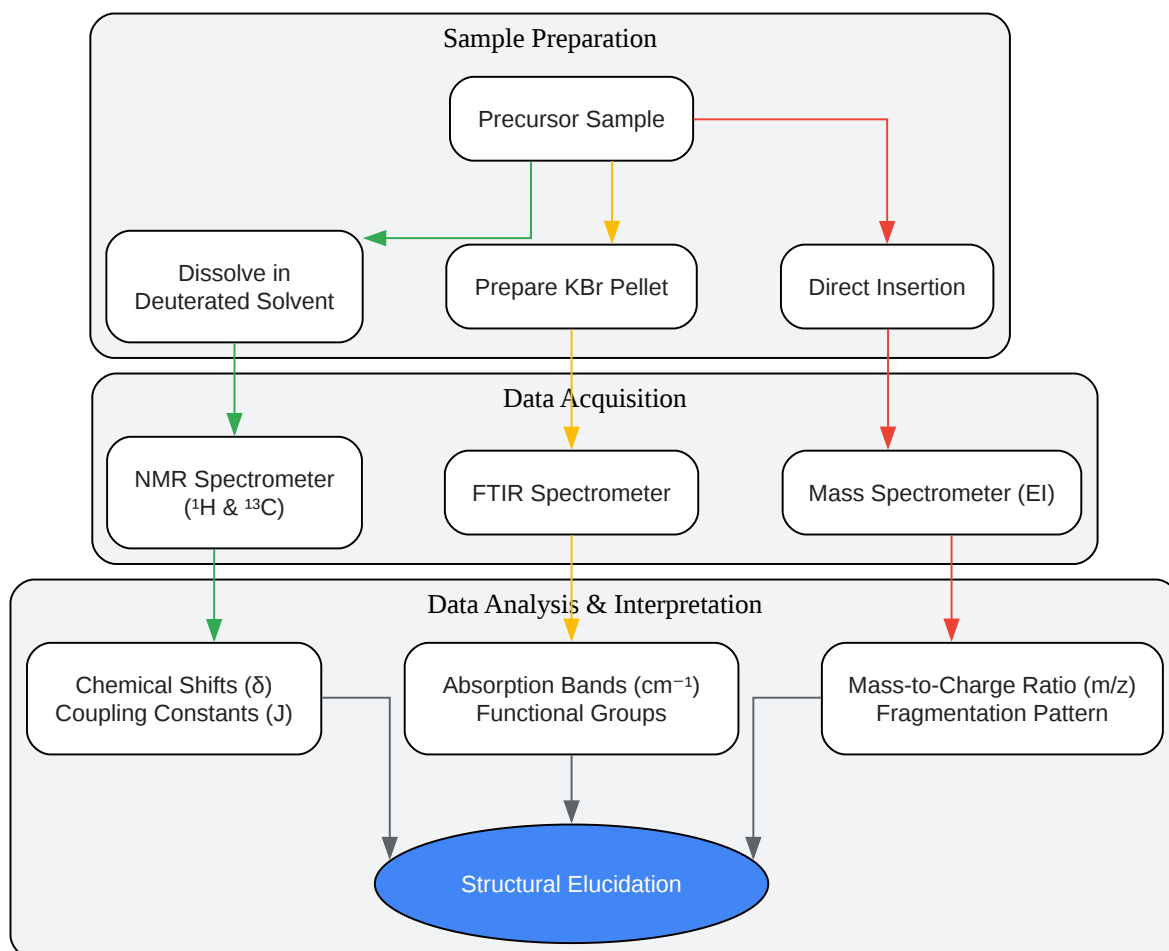 Sample Preparation
Precursor Sample
Dissolve in
Deuterated Solvent
Prepare KBr Pellet
Direct Insertion
Data Acquisition
NMR Spectrometer
(¹H & ¹³C)
FTIR Spectrometer
Mass Spectrometer (EI)
Data Analysis & Interpretation
Chemical Shifts (δ)
Coupling Constants (J)
Absorption Bands (cm⁻¹)
Functional Groups
Mass-to-Charge Ratio (m/z)
Fragmentation Pattern
Structural Elucidation